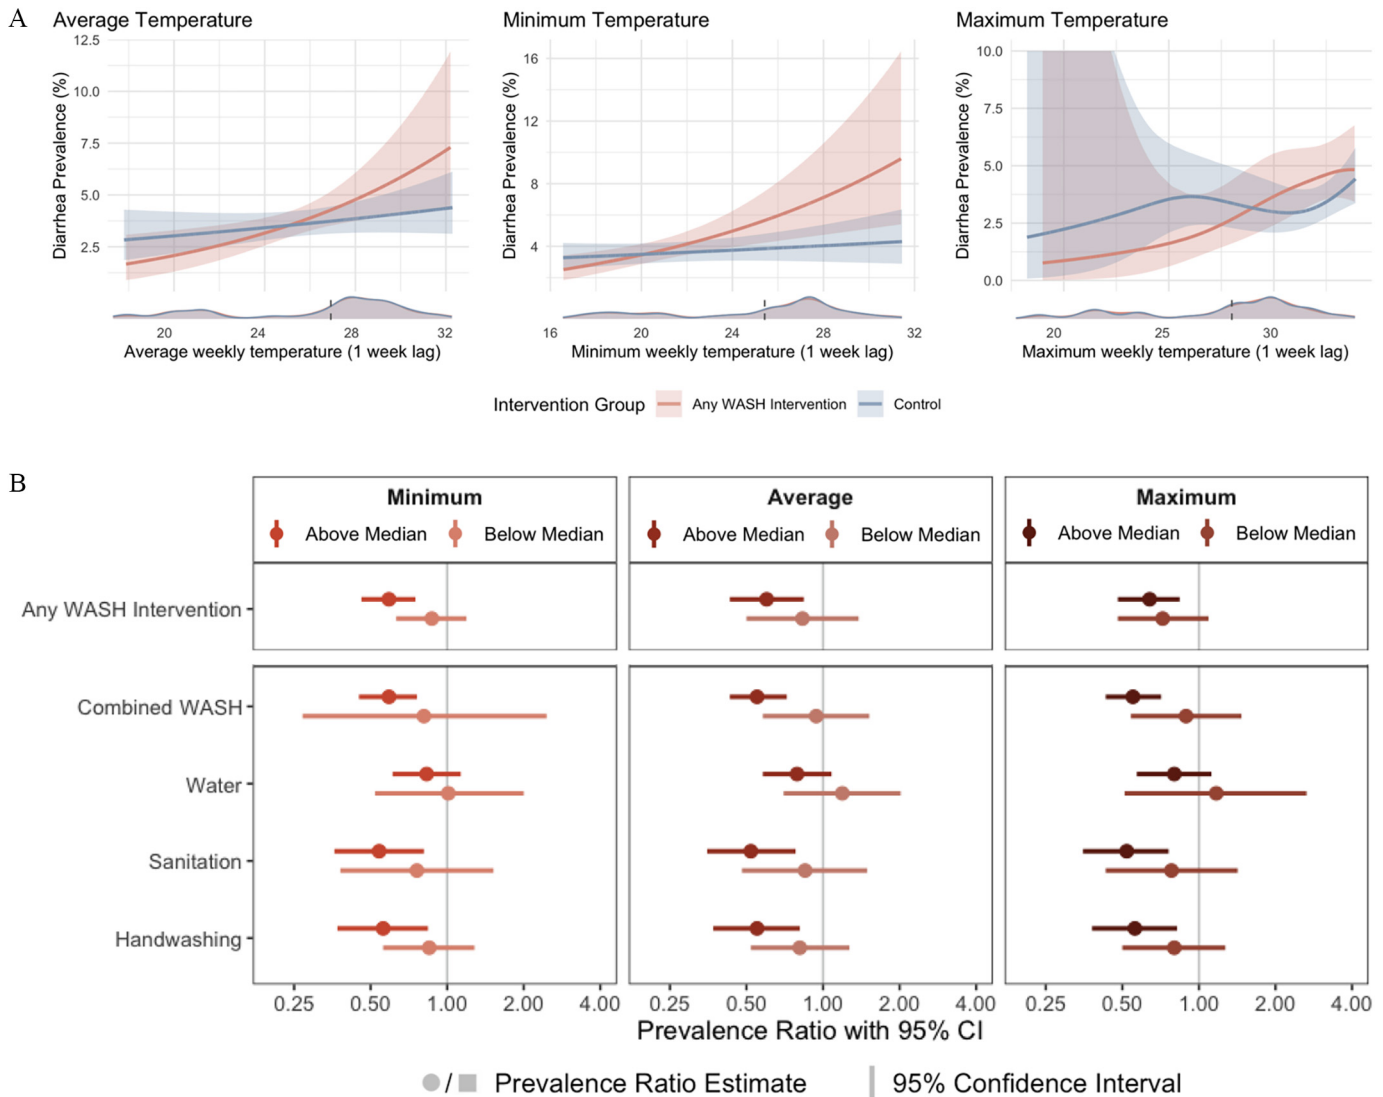 A
Average Temperature
Minimum Temperature
Maximum Temperature
Diarrhea Prevalence (%)
12.5
10.0
7.5
5.0
2.5
20 24 28 32
Average weekly temperature (1 week lag)
Diarrhea Prevalence (%)
16
12
8
4
16 20 24 28 32
Minimum weekly temperature (1 week lag)
Diarrhea Prevalence (%)
10.0
7.5
5.0
2.5
0.0
20 25 30
Maximum weekly temperature (1 week lag)
Intervention Group Any WASH Intervention Control
B
Minimum
Above Median Below Median
Average
Above Median Below Median
Maximum
Above Median Below Median
Any WASH Intervention
Combined WASH
Water
Sanitation
Handwashing
0.25 0.50 1.00 2.00 4.00
0.25 0.50 1.00 2.00 4.00
0.25 0.50 1.00 2.00 4.00
Prevalence Ratio with 95% CI
/ Prevalence Ratio Estimate
95% Confidence Interval